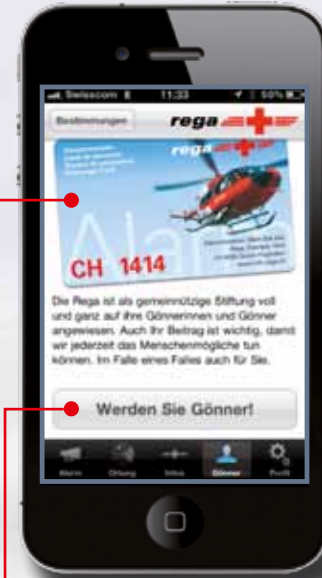 Swisscom 11:33 50%
Bestimmungen rega
rega
Alarm
CH 1414
Die Rega ist als gemeinnützige Stiftung voll
und ganz auf ihre Gönnerinnen und Gönner
angewiesen. Auch Ihr Beitrag ist wichtig, damit
wir jederzeit das Menschenmögliche tun
können. Im Falle eines Falles auch für Sie.
Werden Sie Gönner!
Alarm Ortung Infos Gönner Profil